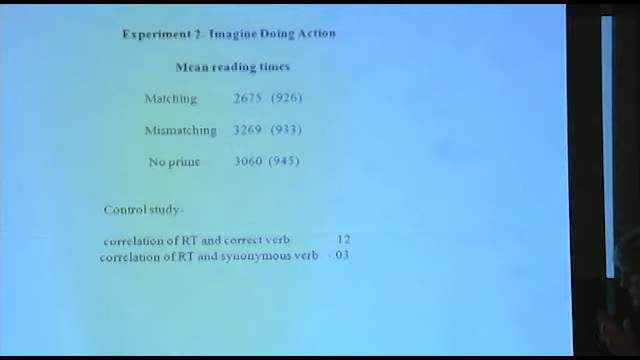 Experiment 2- Imagine Doing Action
Mean reading times
Matching 2675 (926)
Mismatching 3269 (933)
No prime 3060 (945)
Control study-
correlation of RT and correct verb 12
correlation of RT and synonymous verb - 03